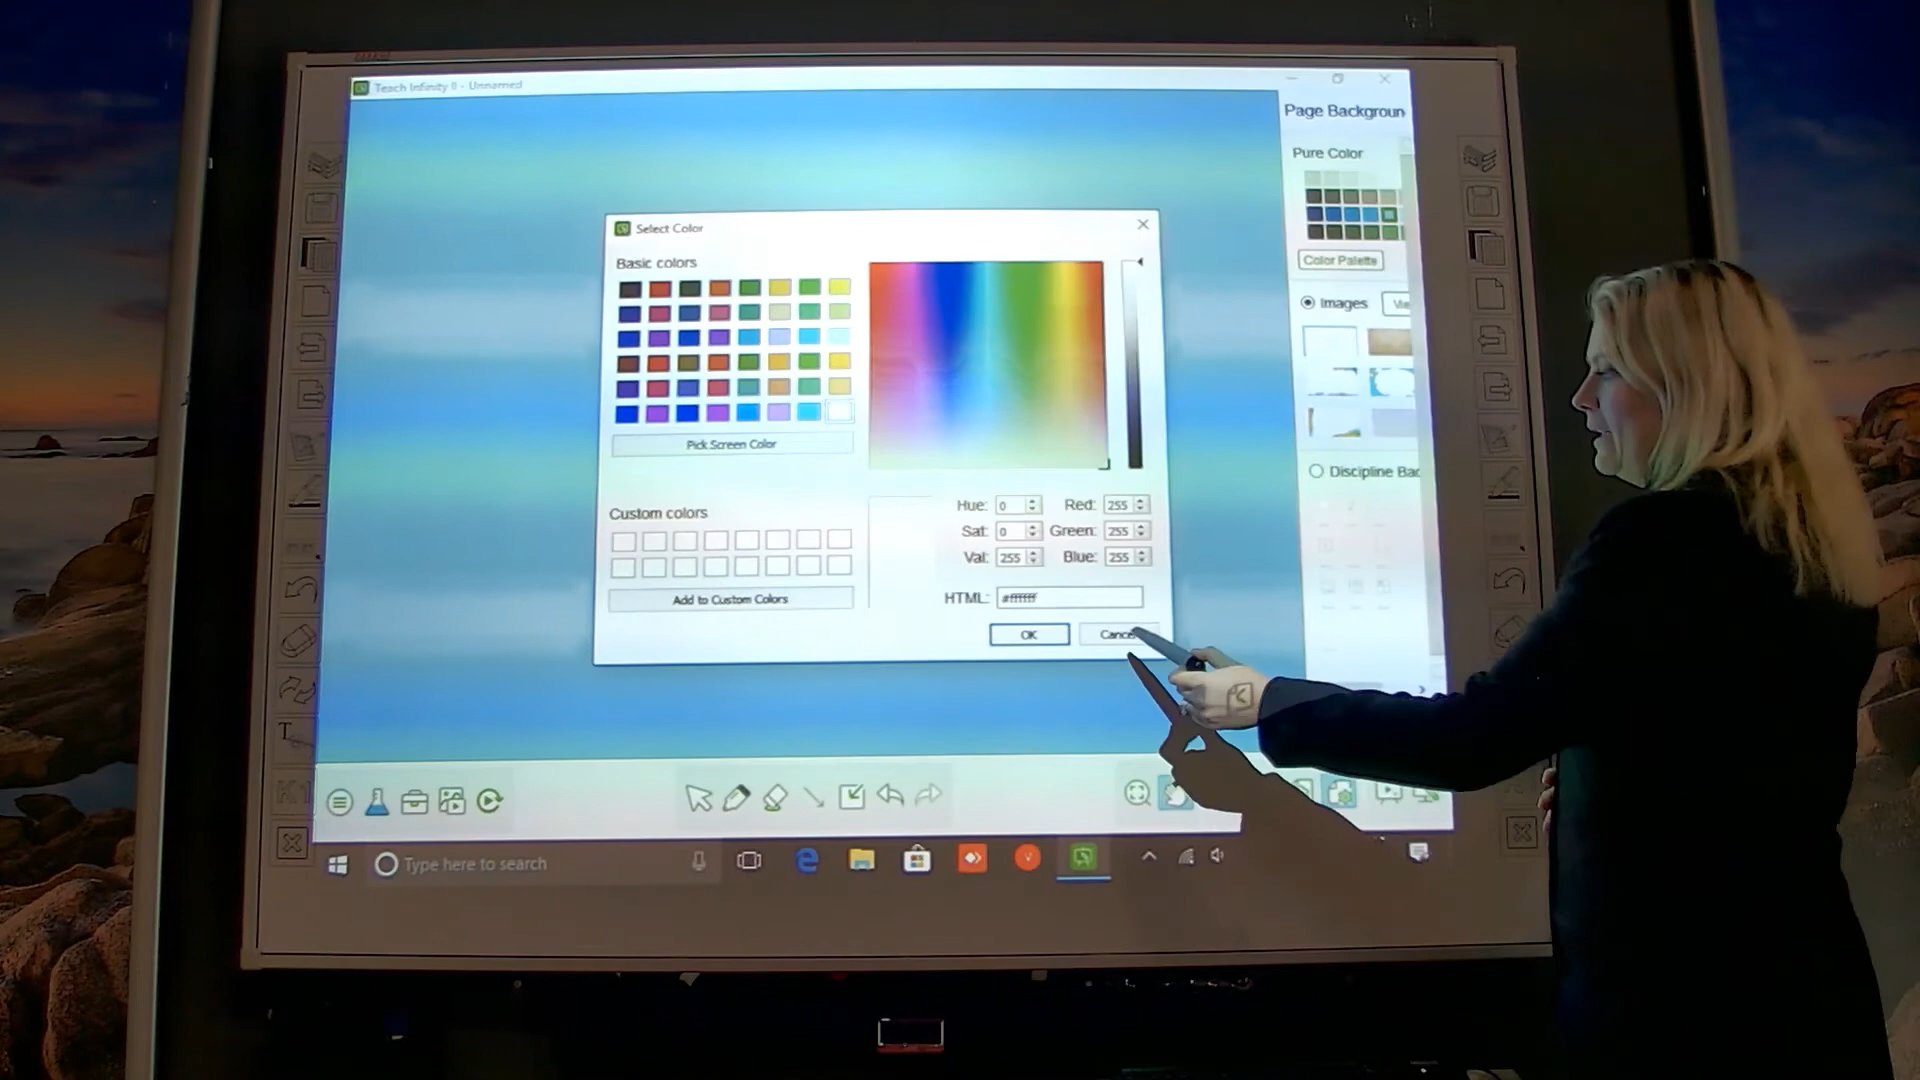 Teach Infinity II - Unnamed
Page Backgroun
Pure Color
Color Palette
Images
Discipline Bac
Select Color
Basic colors
Pick Screen Color
Custom colors
Add to Custom Colors
Hue: 0 Red: 255
Sat: 0 Green: 255
Val: 255 Blue: 255
HTML: #ffffff
OK Cancel
T
Type here to search